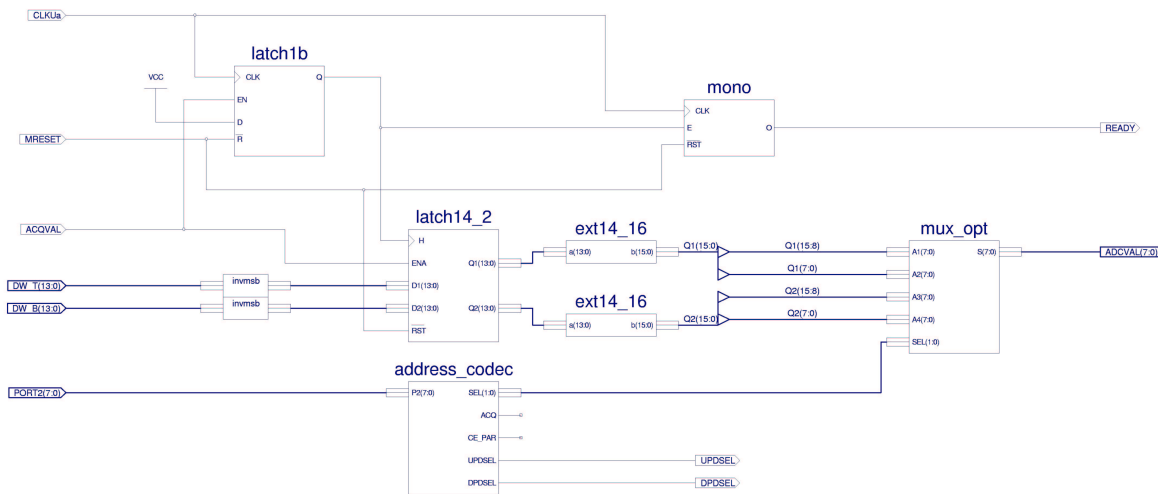 CLKUa
latch1b
VCC
CLK
Q
EN
D
R
mono
CLK
E
O
RST
READY
MRESET
ACQVAL
latch14_2
H
ENA
Q1(13:0)
D1(13:0)
D2(13:0)
Q2(13:0)
RST
DW_T(13:0)
invmsb
DW_B(13:0)
invmsb
ext14_16
a(13:0)
b(15:0)
Q1(15:0)
Q1(15:8)
Q1(7:0)
ext14_16
a(13:0)
b(15:0)
Q2(15:0)
Q2(15:8)
Q2(7:0)
mux_opt
A1(7:0)
S(7:0)
A2(7:0)
A3(7:0)
A4(7:0)
SEL(1:0)
ADCVAL(7:0)
PORT2(7:0)
address_codec
P2(7:0)
SEL(1:0)
ACQ
CE_PAR
UPDSEL
DPDSEL
UPDSEL
DPDSEL